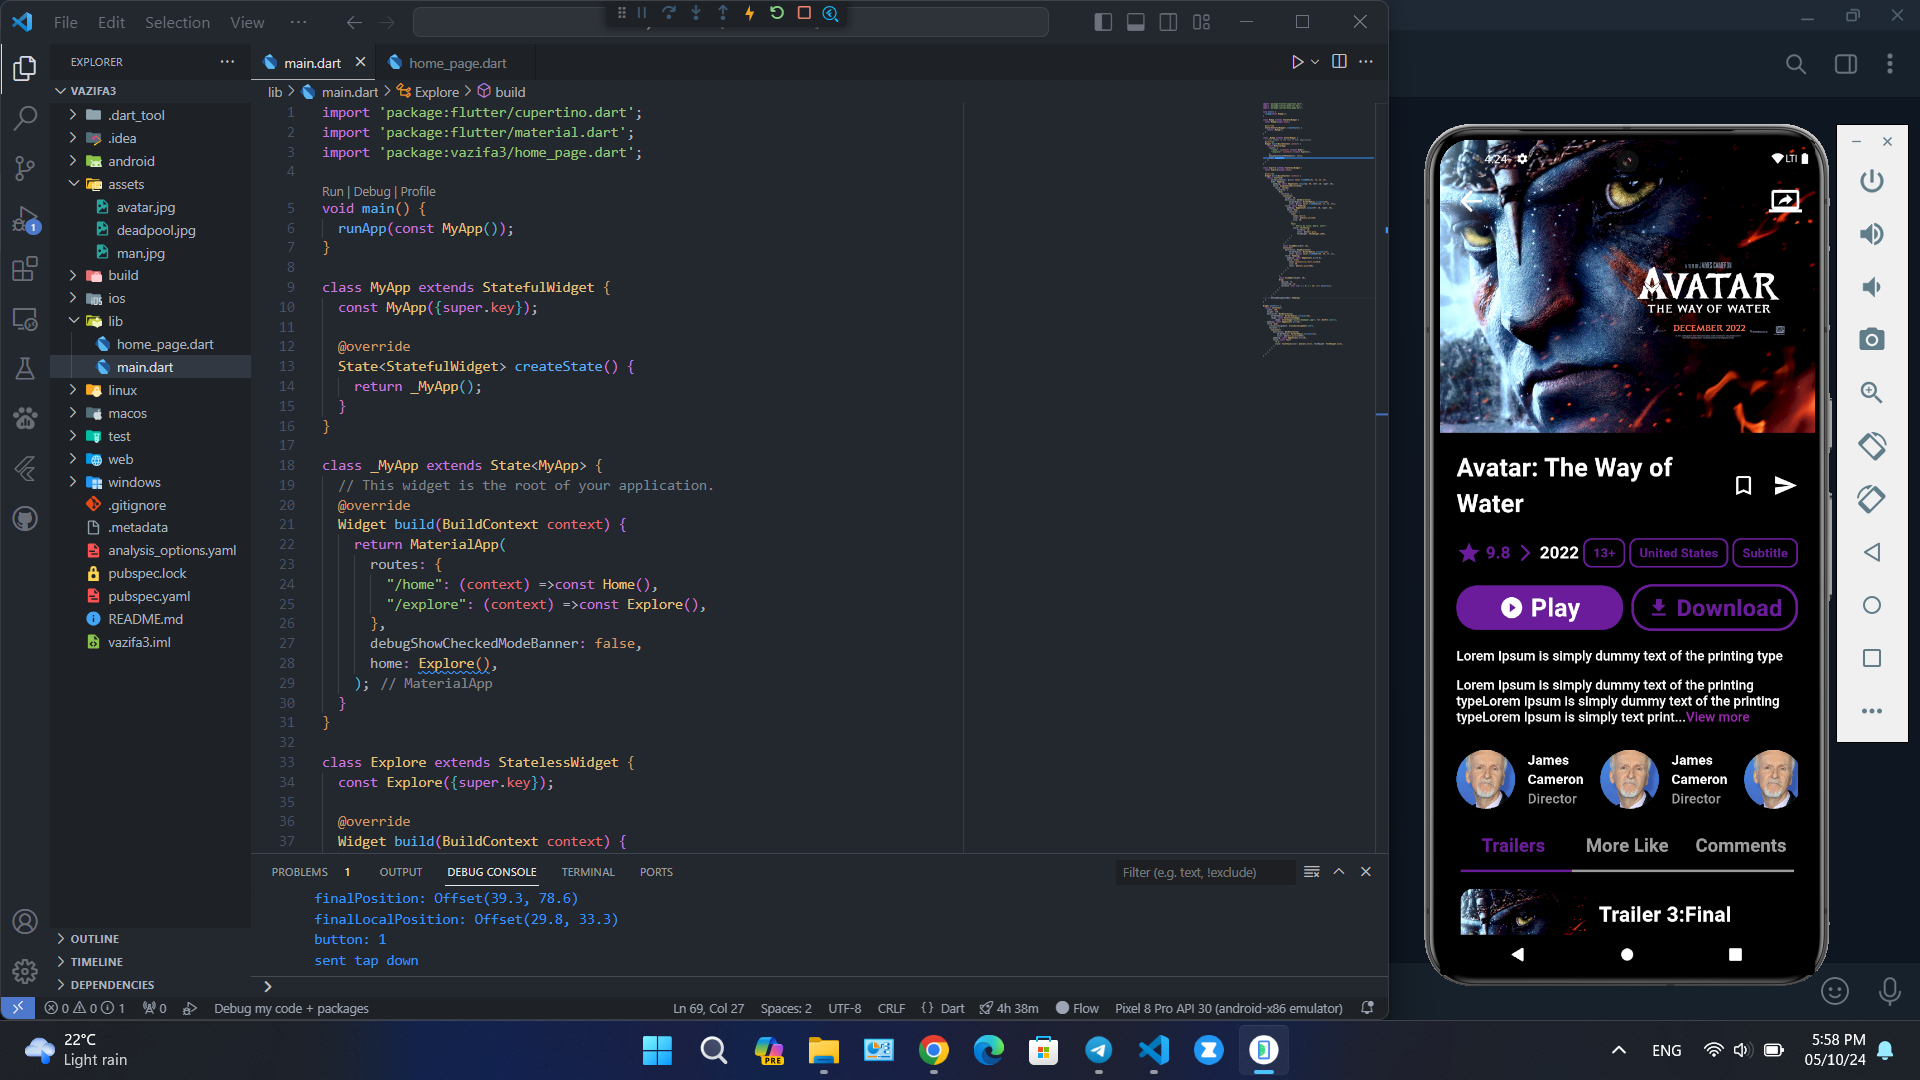 File Edit Selection View ···
EXPLORER ···
VAZIFA3
.dart_tool
.idea
android
assets
avatar.jpg
deadpool.jpg
man.jpg
build
ios
lib
home_page.dart
main.dart
linux
macos
test
web
windows
.gitignore
.metadata
analysis_options.yaml
pubspec.lock
pubspec.yaml
README.md
vazifa3.iml
OUTLINE
TIMELINE
DEPENDENCIES
1
main.dart home_page.dart
lib > main.dart > Explore > build
1 import 'package:flutter/cupertino.dart';
2 import 'package:flutter/material.dart';
3 import 'package:vazifa3/home_page.dart';
4
Run | Debug | Profile
5 void main() {
6 runApp(const MyApp());
7 }
8
9 class MyApp extends StatefulWidget {
10 const MyApp({super.key});
11
12 @override
13 State<StatefulWidget> createState() {
14 return _MyApp();
15 }
16 }
17
18 class _MyApp extends State<MyApp> {
19 // This widget is the root of your application.
20 @override
21 Widget build(BuildContext context) {
22 return MaterialApp(
23 routes: {
24 "/home": (context) =>const Home(),
25 "/explore": (context) =>const Explore(),
26 },
27 debugShowCheckedModeBanner: false,
28 home: Explore(),
29 ); // MaterialApp
30 }
31 }
32
33 class Explore extends StatelessWidget {
34 const Explore({super.key});
35
36 @override
37 Widget build(BuildContext context) {
PROBLEMS 1 OUTPUT DEBUG CONSOLE TERMINAL PORTS
Filter (e.g. text, !exclude)
finalPosition: Offset(39.3, 78.6)
finalLocalPosition: Offset(29.8, 33.3)
button: 1
sent tap down
0 0 1 0 Debug my code + packages
Ln 69, Col 27 Spaces: 2 UTF-8 CRLF {} Dart 4h 38m Flow Pixel 8 Pro API 30 (android-x86 emulator)
4:24 LTE
A FILM BY JAMES CAMERON
AVATAR
THE WAY OF WATER
DECEMBER 2022
Avatar: The Way of
Water
9.8 2022 13+ United States Subtitle
Play Download
Lorem Ipsum is simply dummy text of the printing type
Lorem Ipsum is simply dummy text of the printing
typeLorem Ipsum is simply dummy text of the printing
typeLorem Ipsum is simply text print...View more
James
Cameron
Director
James
Cameron
Director
Trailers More Like Comments
Trailer 3:Final
22°C
Light rain
PRE
ENG
5:58 PM
05/10/24